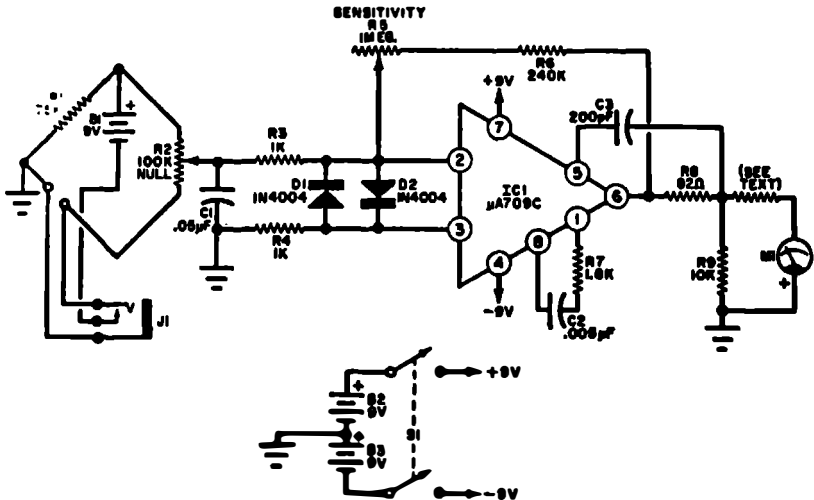 SENSITIVITY
R5
1MEG.
R6
240K
+9V
C3
200pF
B1
9V
+
R2
100K
NULL
R3
1K
7
2
5
(SEE
TEXT)
R8
82Ω
IC1
µA709C
6
D1
1N4004
D2
1N4004
C1
.05µF
3
1
8
R4
1K
4
R7
1.8K
R9
10K
M1
+
-9V
C2
.005µF
J1
+
B2
9V
+9V
S1
+
B3
9V
-9V